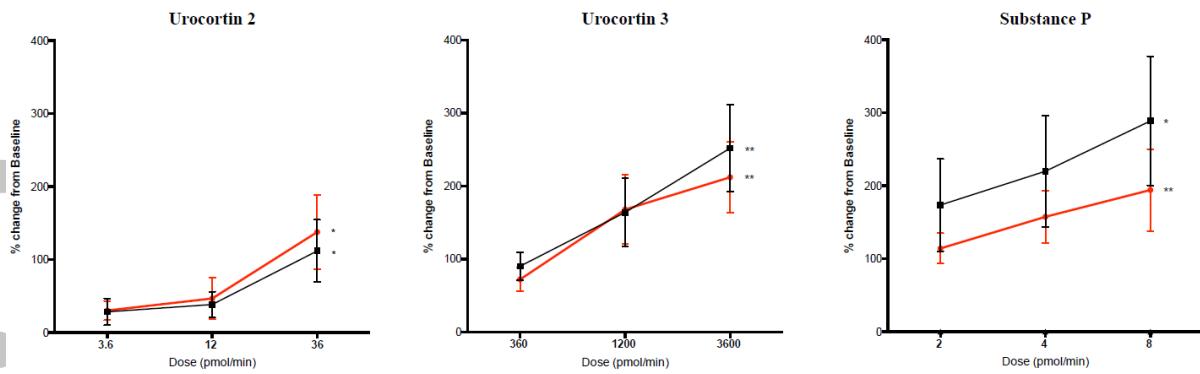 Urocortin 2
400
300
200
100
0
% change from Baseline
3.6 12 36
Dose (pmol/min)
*
*
Urocortin 3
400
300
200
100
0
% change from Baseline
360 1200 3600
Dose (pmol/min)
**
**
Substance P
400
300
200
100
0
% change from Baseline
2 4 8
Dose (pmol/min)
*
**